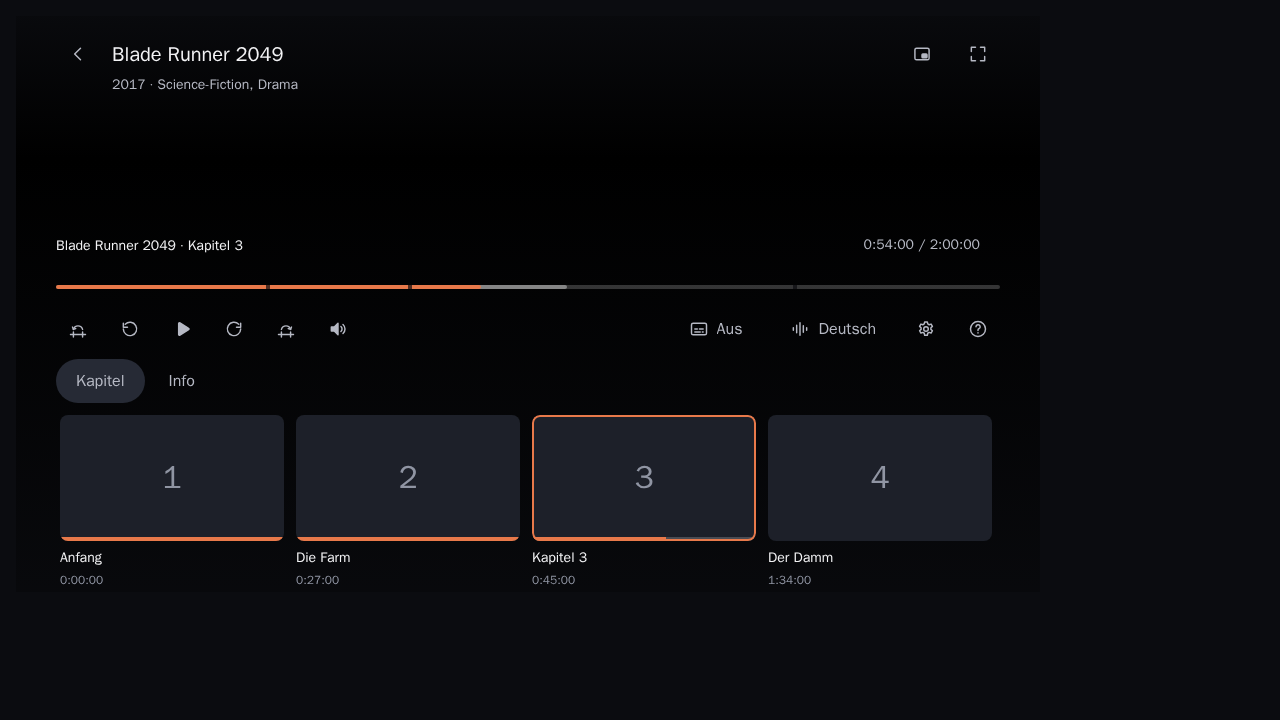 Blade Runner 2049
2017 · Science-Fiction, Drama
Blade Runner 2049 · Kapitel 3
0:54:00 / 2:00:00
Aus
Deutsch
Kapitel
Info
1
2
3
4
Anfang
Die Farm
Kapitel 3
Der Damm
0:00:00
0:27:00
0:45:00
1:34:00